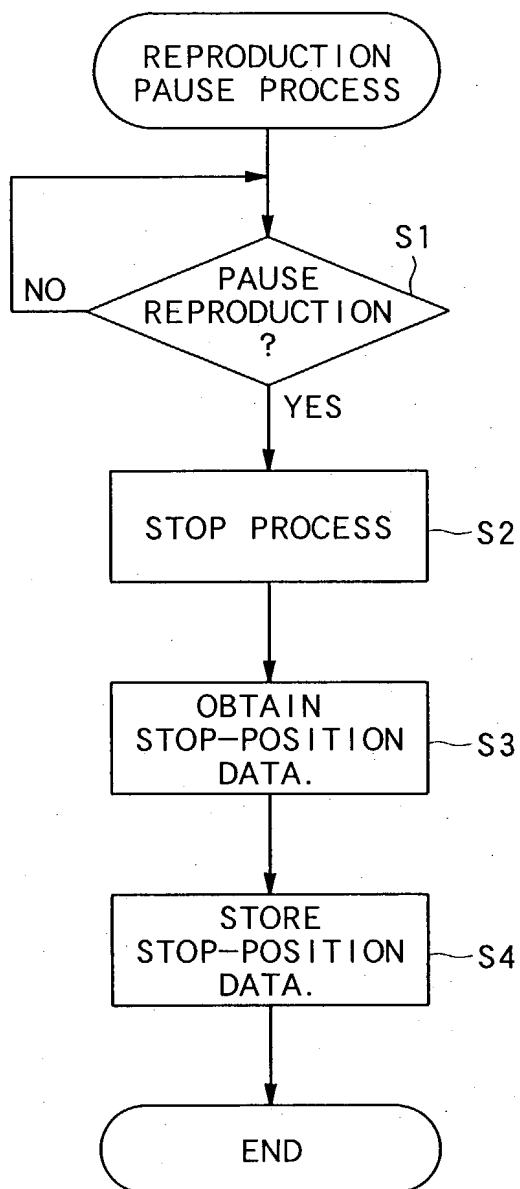 REPRODUCTION
PAUSE PROCESS
S1
PAUSE
REPRODUCTION
?
NO
YES
STOP PROCESS
S2
OBTAIN
STOP-POSITION
DATA.
S3
STORE
STOP-POSITION
DATA.
S4
END